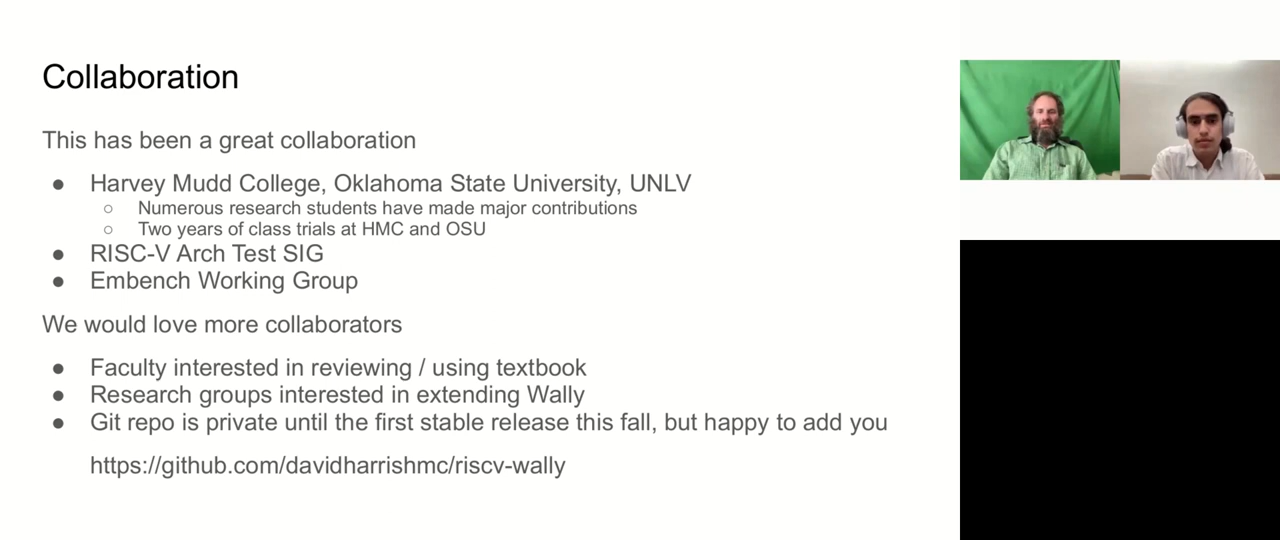 Collaboration
This has been a great collaboration
● Harvey Mudd College, Oklahoma State University, UNLV
○ Numerous research students have made major contributions
○ Two years of class trials at HMC and OSU
● RISC-V Arch Test SIG
● Embench Working Group
We would love more collaborators
● Faculty interested in reviewing / using textbook
● Research groups interested in extending Wally
● Git repo is private until the first stable release this fall, but happy to add you
https://github.com/davidharrishmc/riscv-wally